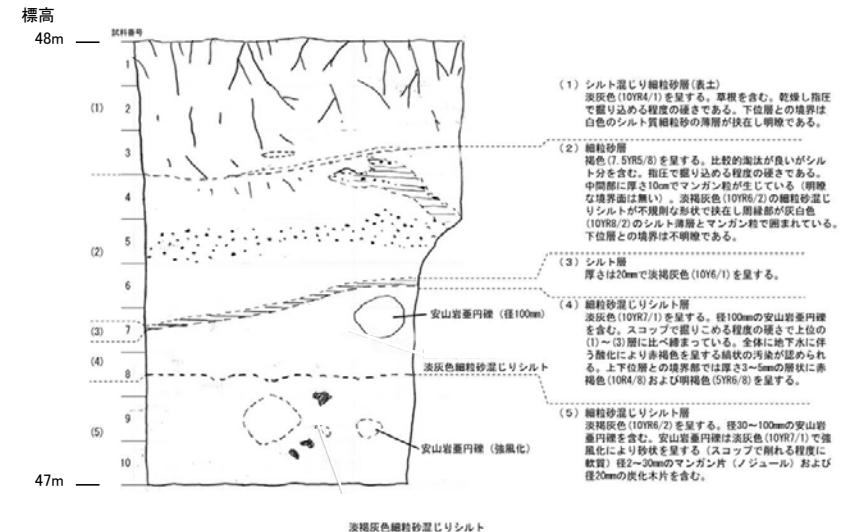 標高
48m
試料番号
1
2
3
4
5
6
7
8
9
10
(1)
(2)
(3)
(4)
(5)
47m
安山岩亜円礫（径100mm）
淡灰色細粒砂混じりシルト
安山岩亜円礫（強風化）
淡褐灰色細粒砂混じりシルト
（１）シルト混じり細粒砂層(表土)
淡灰色(10YR4/1)を呈する。草根を含む。乾燥し指圧
で掘り込める程度の硬さである。下位層との境界は
白色のシルト質細粒砂の薄層が挟在し明瞭である。
（２）細粒砂層
褐色(7.5YR5/8)を呈する。比較的淘汰が良いがシル
ト分を含む。指圧で掘り込める程度の硬さである。
中間部に厚さ10cmでマンガン粒が生じている（明瞭
な境界面は無い）。淡褐灰色(10YR6/2)の細粒砂混じ
りシルトが不規則な形状で挟在し周縁部が灰白色
(10YR8/2)のシルト薄層とマンガン粒で囲まれている。
下位層との境界は不明瞭である。
（３）シルト層
厚さは20mmで淡褐灰色(10Y6/1)を呈する。
（４）細粒砂混じりシルト層
淡灰色(10YR7/1)を呈する。径100mmの安山岩亜円礫
を含む。スコップで掘りこめる程度の硬さで上位の
(1)～(3)層に比べ締まっている。全体に地下水に伴
う酸化により赤褐色を呈する縞状の汚染が認められ
る。上下位層との境界部では厚さ3～5mmの層状に赤
褐色(10R4/8)および明褐色(5YR6/8)を呈する。
（５）細粒砂混じりシルト層
淡褐灰色(10YR6/2)を呈する。径30～100mmの安山岩
亜円礫を含む。安山岩亜円礫は淡灰色(10YR7/1)で強
風化により砂状を呈する（スコップで削れる程度に
軟質）径2～30mmのマンガン片（ノジュール）および
径20mmの炭化木片を含む。